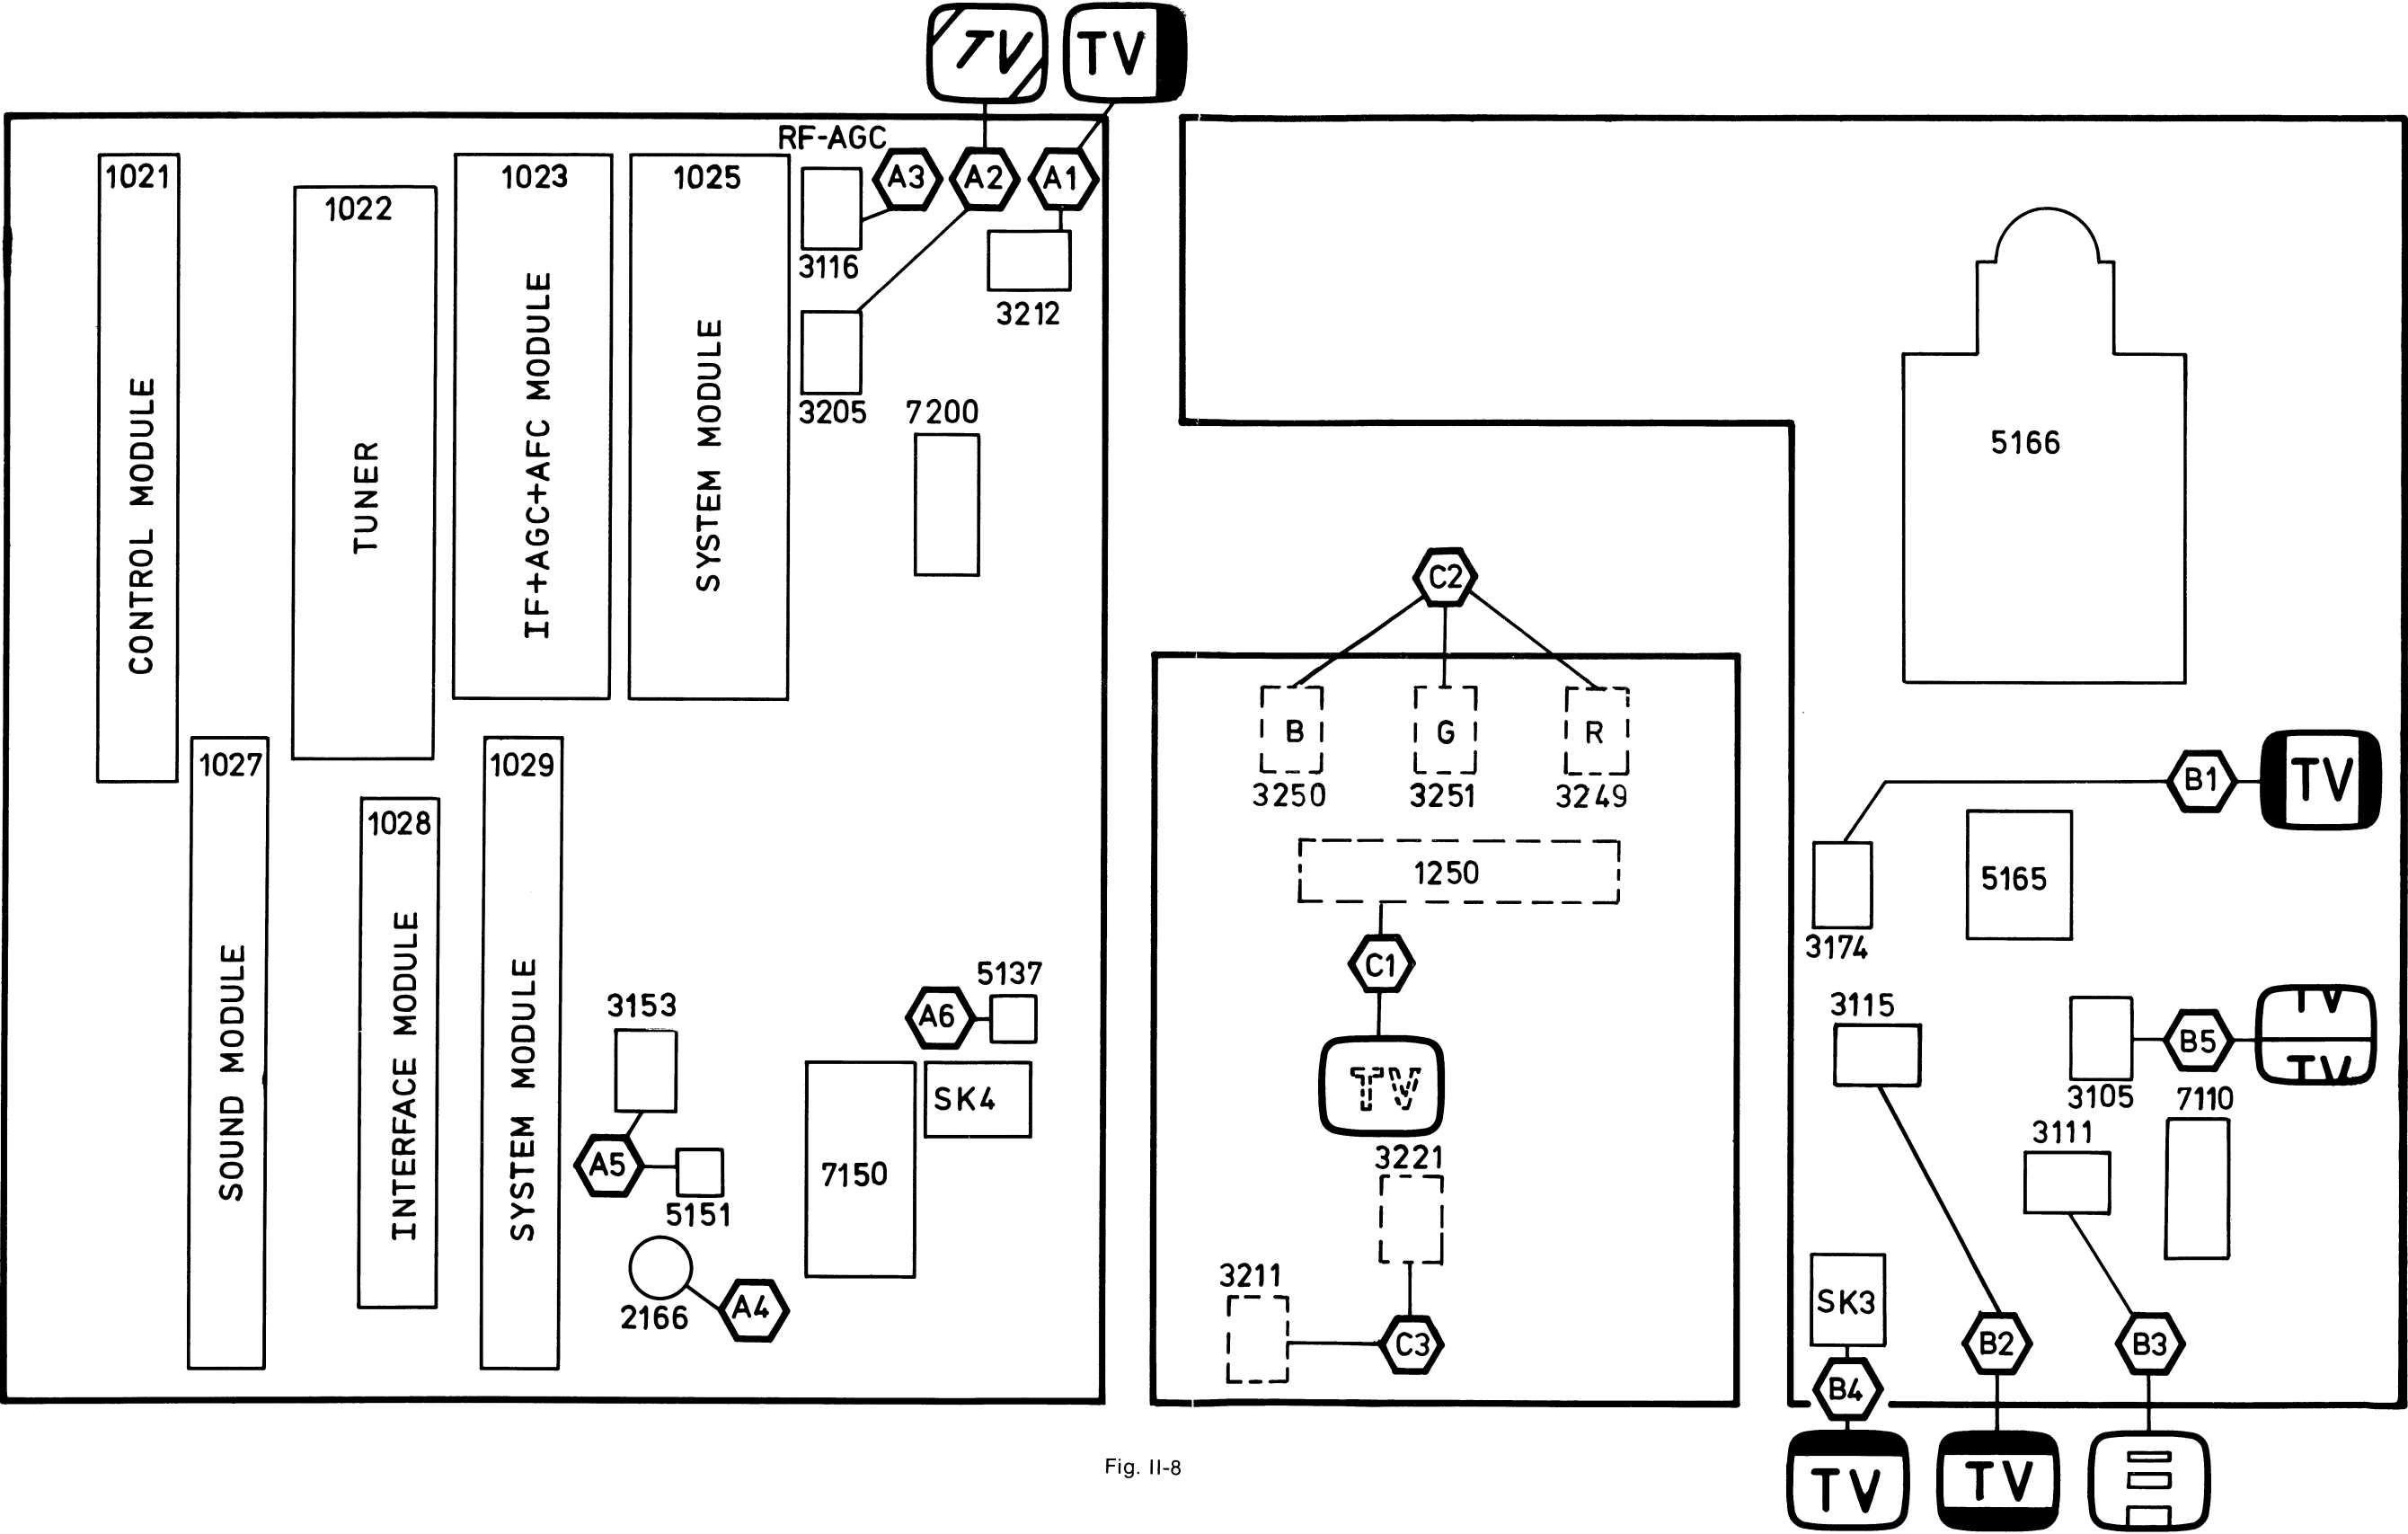 TV
TV
RF-AGC
A3
A2
A1
1021
1022
1023
1025
3116
3212
3205
7200
CONTROL MODULE
TUNER
IF+AGC+AFC MODULE
SYSTEM MODULE
1027
1028
1029
SOUND MODULE
INTERFACE MODULE
SYSTEM MODULE
3153
A6
5137
SK4
A5
5151
7150
2166
A4
C2
B
G
R
3250
3251
3249
1250
C1
TV
3221
3211
C3
5166
B1
TV
5165
3174
3115
TV
B5
TV
3105
7110
3111
SK3
B2
B3
B4
TV
TV
Fig. II-8